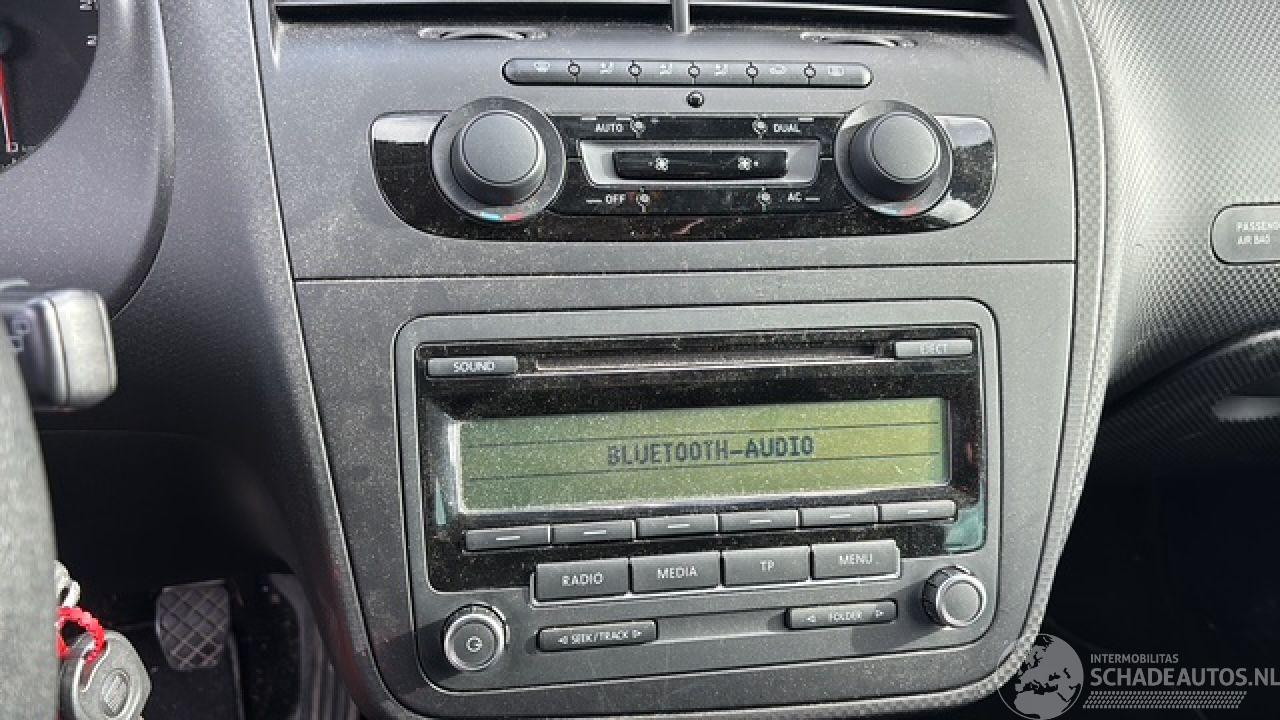 AUTO DUAL
OFF AC
PASSENG
AIR BAG
SOUND EJECT
BLUETOOTH-AUDIO
RADIO MEDIA TP MENU
SEEK/TRACK FOLDER
INTERMOBILITAS
SCHADEAUTOS.NL